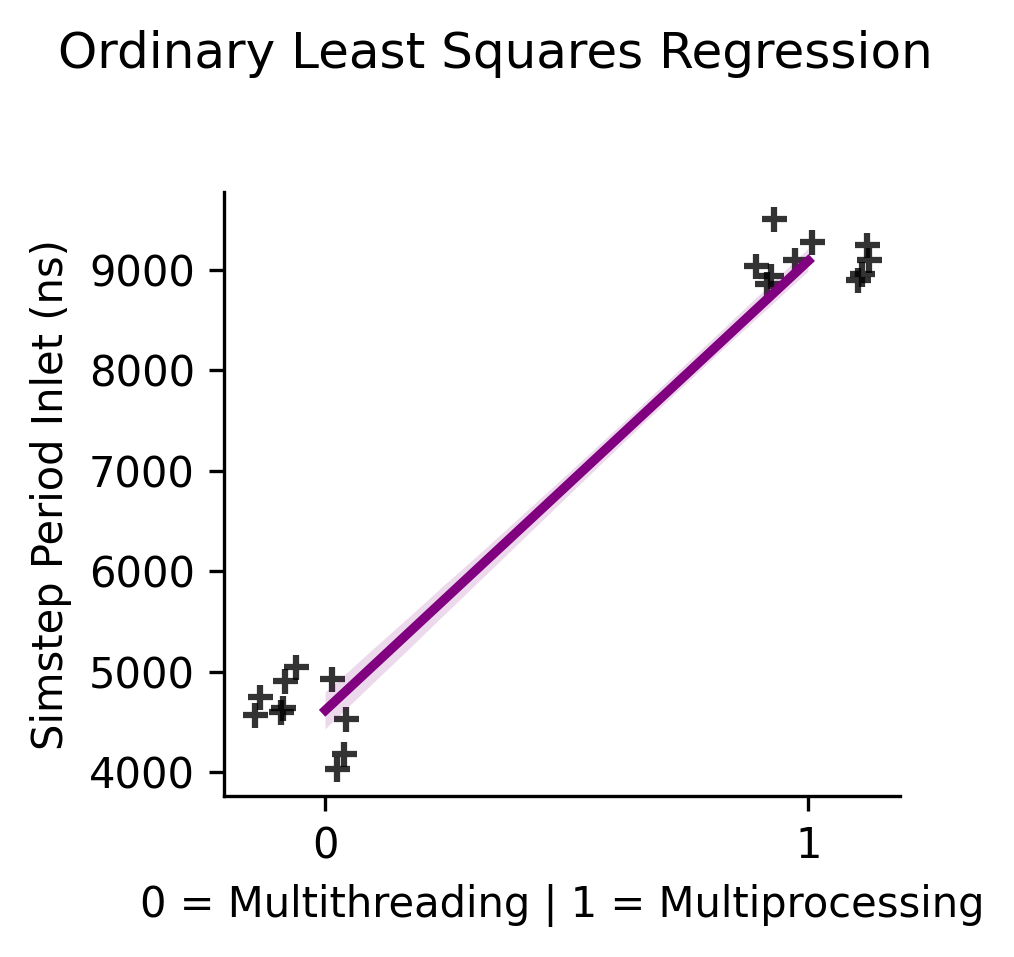 Ordinary Least Squares Regression
Simstep Period Inlet (ns)
9000
8000
7000
6000
5000
4000
0
1
0 = Multithreading | 1 = Multiprocessing